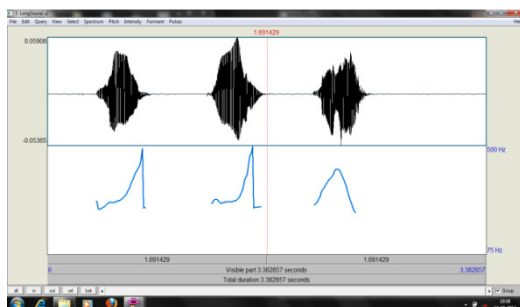 File Edit Query View Select Spectrum Pitch Intensity Formant Pulses
1.691429
0.05808
-0.05365
500 Hz
75 Hz
1.691429 1.691429
0 Visible part 3.382857 seconds 3.382857
Total duration 3.382857 seconds
all in out sel bak
Group